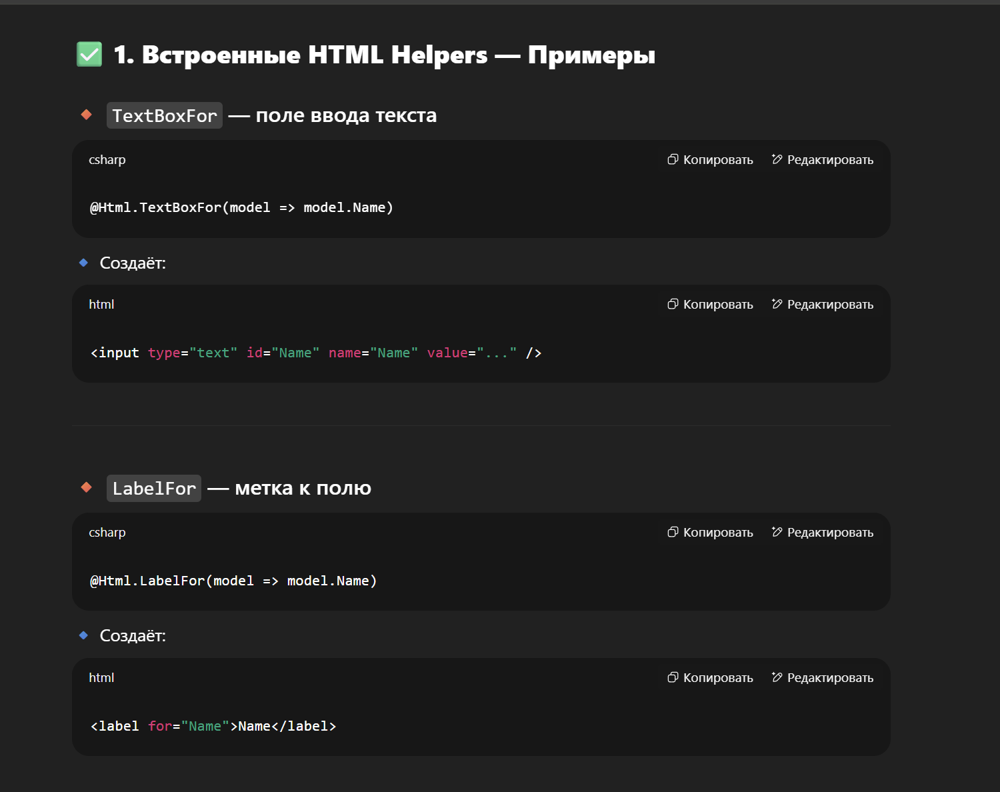 ✅ 1. Встроенные HTML Helpers — Примеры
🔸 TextBoxFor — поле ввода текста
csharp
Копировать
Редактировать
@Html.TextBoxFor(model => model.Name)
🔹 Создаёт:
html
Копировать
Редактировать
<input type="text" id="Name" name="Name" value="..." />
🔸 LabelFor — метка к полю
csharp
Копировать
Редактировать
@Html.LabelFor(model => model.Name)
🔹 Создаёт:
html
Копировать
Редактировать
<label for="Name">Name</label>